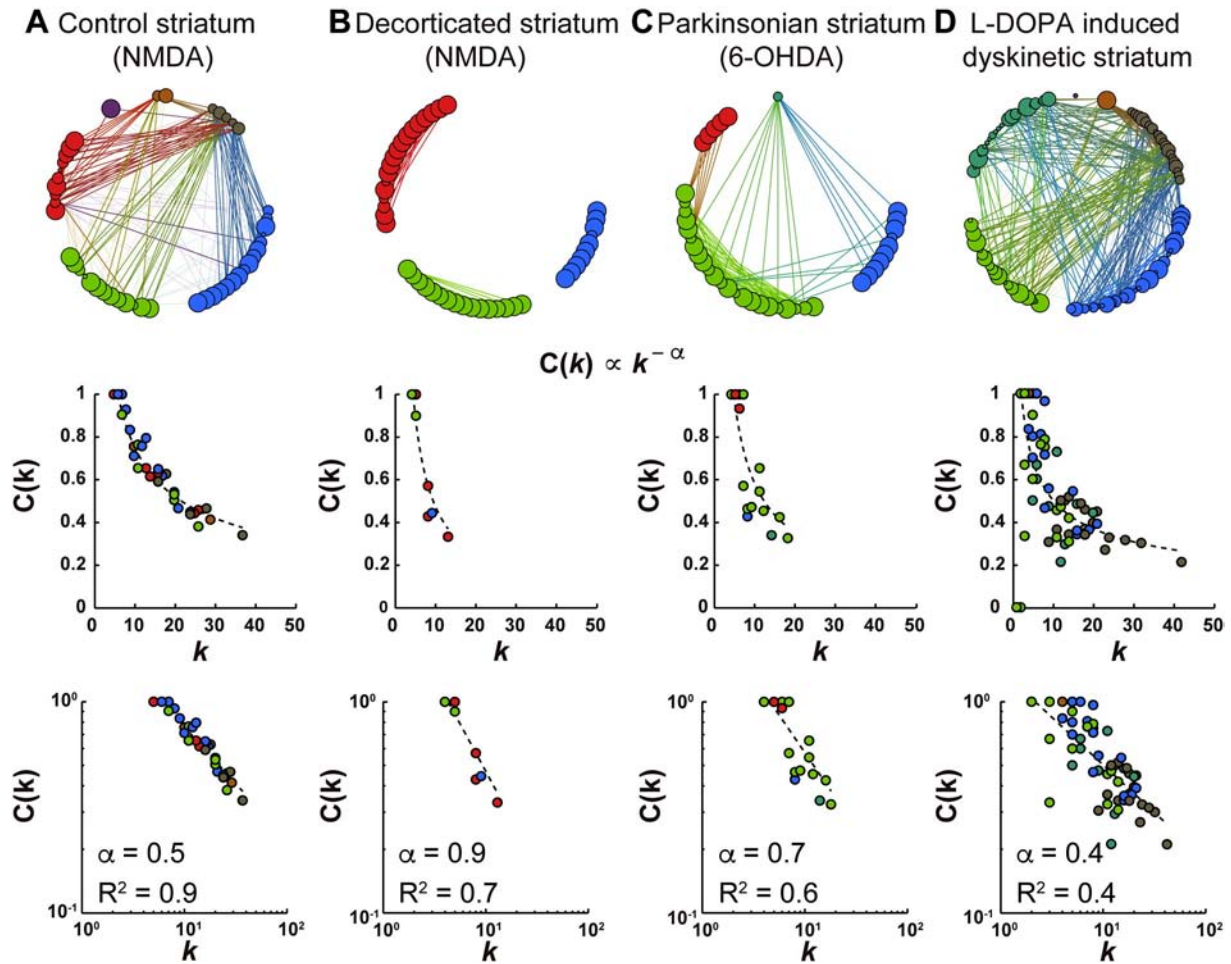 A Control striatum
(NMDA)
B Decorticated striatum
(NMDA)
C Parkinsonian striatum
(6-OHDA)
D L-DOPA induced
dyskinetic striatum
C(k) ∝ k^−α
C(k)
1
0.8
0.6
0.4
0.2
0
0 10 20 30 40 50
k
C(k)
1
0.8
0.6
0.4
0.2
0
0 10 20 30 40 50
k
C(k)
1
0.8
0.6
0.4
0.2
0
0 10 20 30 40 50
k
C(k)
1
0.8
0.6
0.4
0.2
0
0 10 20 30 40 50
k
C(k)
10^0
α = 0.5
R² = 0.9
10^-1
10^0 10^1 10^2
k
C(k)
10^0
α = 0.9
R² = 0.7
10^-1
10^0 10^1 10^2
k
C(k)
10^0
α = 0.7
R² = 0.6
10^-1
10^0 10^1 10^2
k
C(k)
10^0
α = 0.4
R² = 0.4
10^-1
10^0 10^1 10^2
k